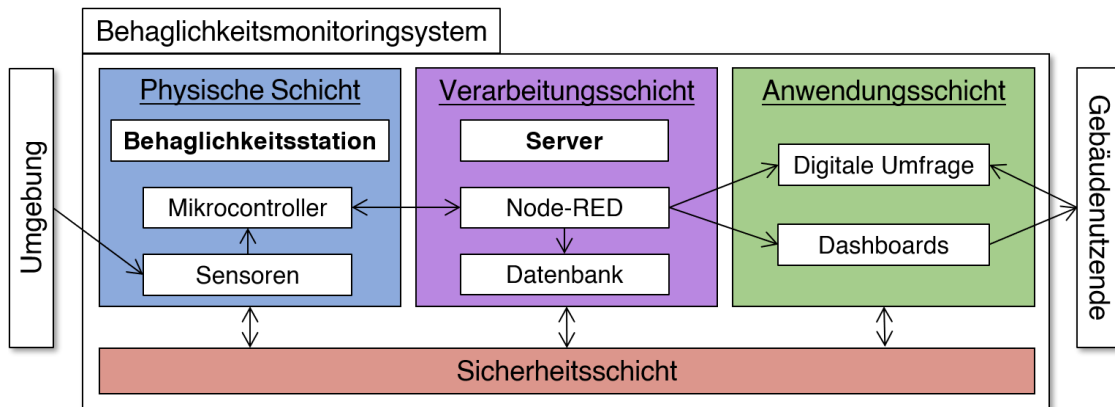 Behaglichkeitsmonitoringsystem
Umgebung
Physische Schicht
Behaglichkeitsstation
Mikrocontroller
Sensoren
Verarbeitungsschicht
Server
Node-RED
Datenbank
Anwendungsschicht
Digitale Umfrage
Dashboards
Gebäudenutzende
Sicherheitsschicht